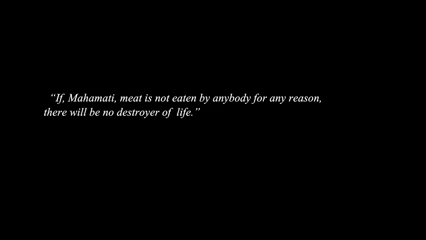 “If, Mahamati, meat is not eaten by anybody for any reason,
there will be no destroyer of life.”